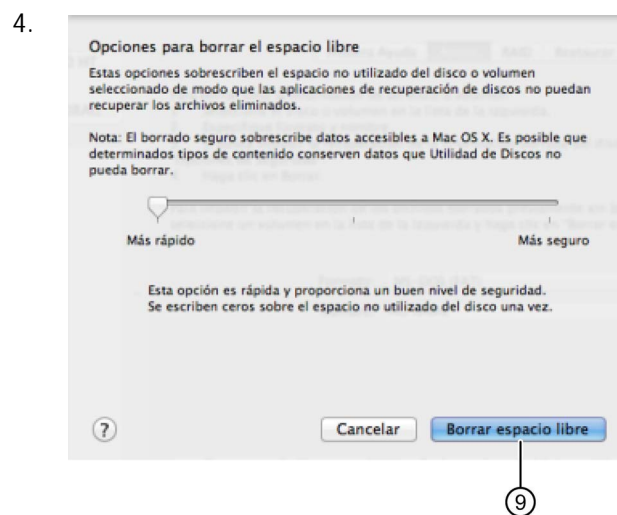 4.
Opciones para borrar el espacio libre
Estas opciones sobrescriben el espacio no utilizado del disco o volumen
seleccionado de modo que las aplicaciones de recuperación de discos no puedan
recuperar los archivos eliminados.
Nota: El borrado seguro sobrescribe datos accesibles a Mac OS X. Es posible que
determinados tipos de contenido conserven datos que Utilidad de Discos no
pueda borrar.
Más rápido Más seguro
Esta opción es rápida y proporciona un buen nivel de seguridad.
Se escriben ceros sobre el espacio no utilizado del disco una vez.
? Cancelar Borrar espacio libre
9